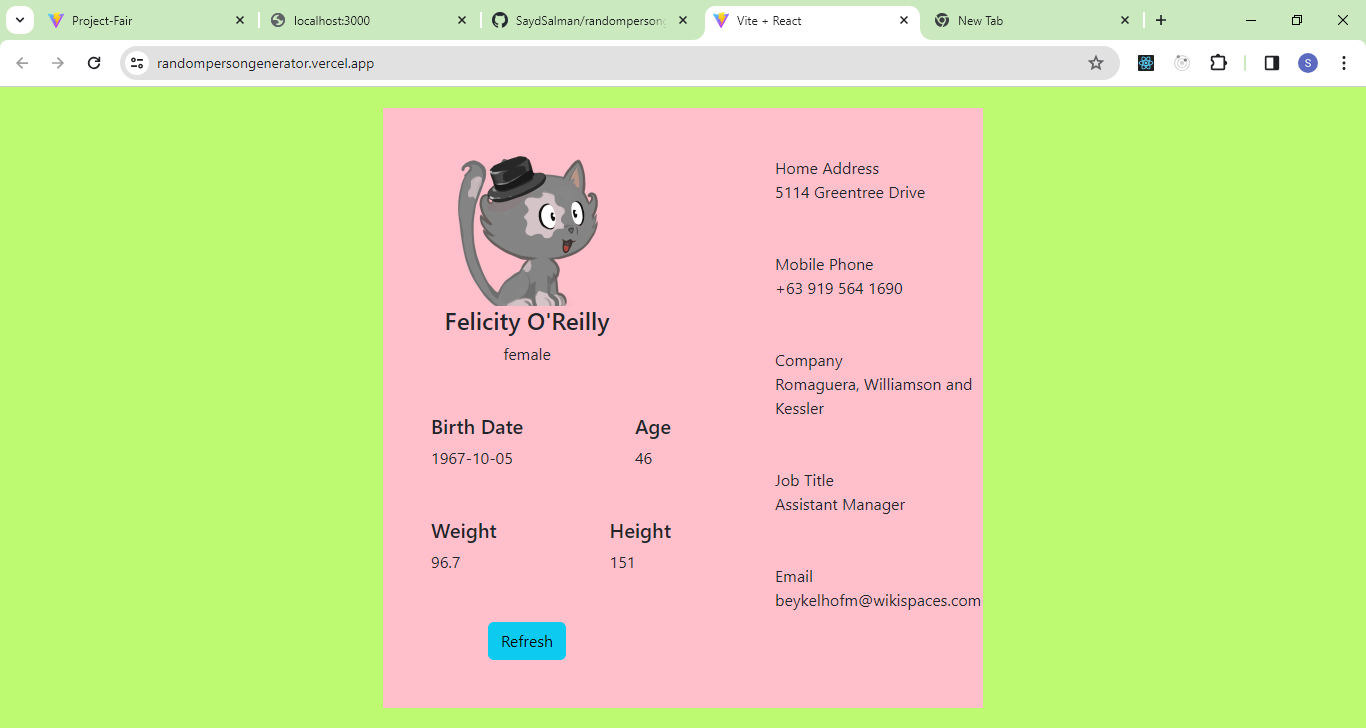 Project-Fair
localhost:3000
SaydSalman/randomperson
Vite + React
New Tab
randompersongenerator.vercel.app
S
Felicity O'Reilly
female
Birth Date
Age
1967-10-05
46
Weight
Height
96.7
151
Refresh
Home Address
5114 Greentree Drive
Mobile Phone
+63 919 564 1690
Company
Romaguera, Williamson and
Kessler
Job Title
Assistant Manager
Email
beykelhofm@wikispaces.com